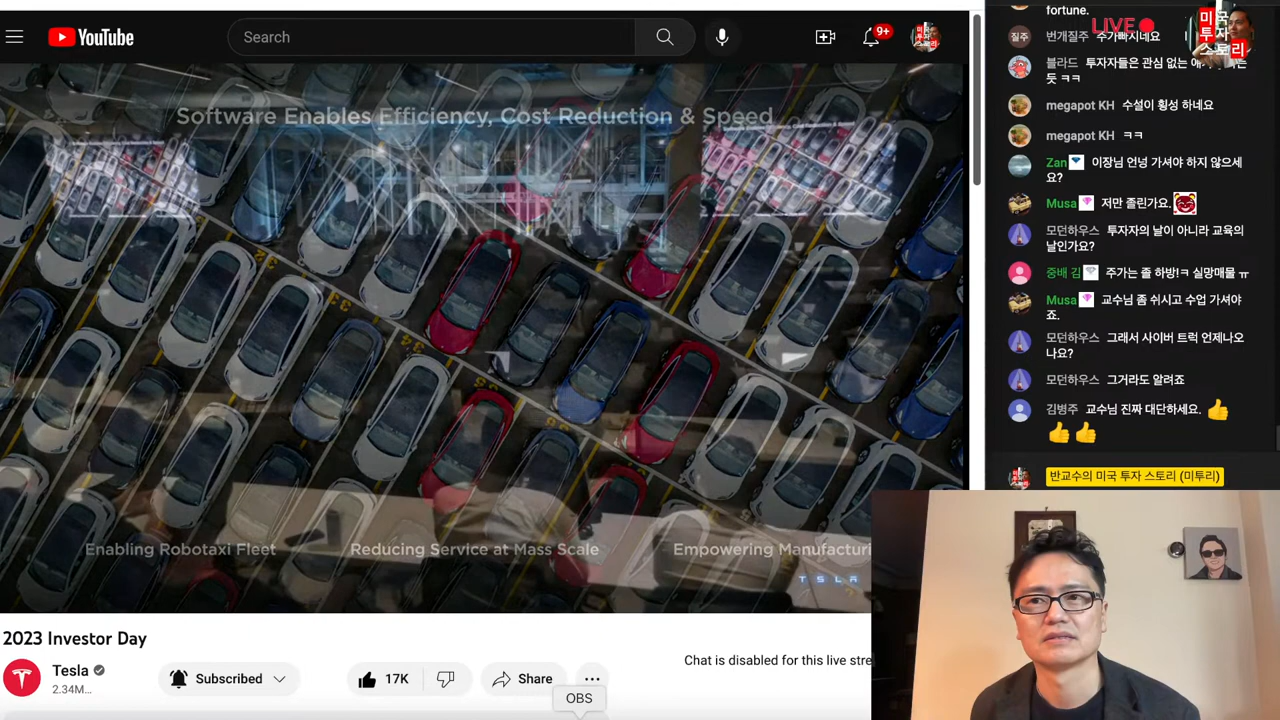 YouTube
Search
9+
Software Enables Efficiency, Cost Reduction & Speed
32
33
34
Enabling Robotaxi Fleet
Reducing Service at Mass Scale
Empowering Manufacturi
TESLA
2023 Investor Day
Tesla
2.34M...
Subscribed
17K
Share
...
OBS
Chat is disabled for this live stre
fortune.
LIVE
미국
투자
스토리
질주
번개질주 수가빠시네요
블라드 투자자들은 관심 없는
듯 ㅋㅋ
megapot KH 수설이 횡성 하네요
megapot KH ㅋㅋ
Zan 이장님 언넝 가셔야 하지 않으세
요?
Musa 저만 졸린가요.
모던하우스 투자자의 날이 아니라 교육의
날인가요?
중배 김 주가는 졸 하방!ㅋ 실망매물 ㅠ
Musa 교수님 좀 쉬시고 수업 가셔야
죠.
모던하우스 그래서 사이버 트럭 언제나오
나요?
모던하우스 그거라도 알려죠
김병주 교수님 진짜 대단하세요.
반교수의 미국 투자 스토리 (미투리)